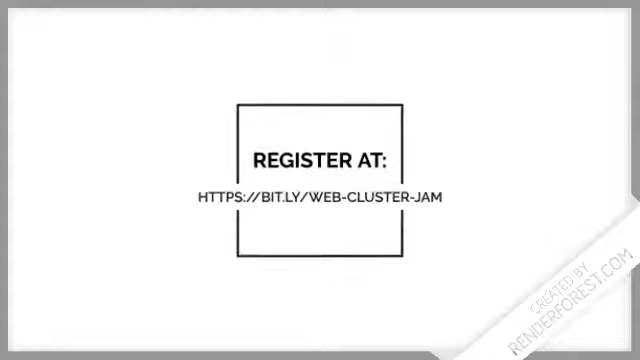 REGISTER AT:
HTTPS://BIT.LY/WEB-CLUSTER-JAM
CREATED BY
RENDERFOREST.COM